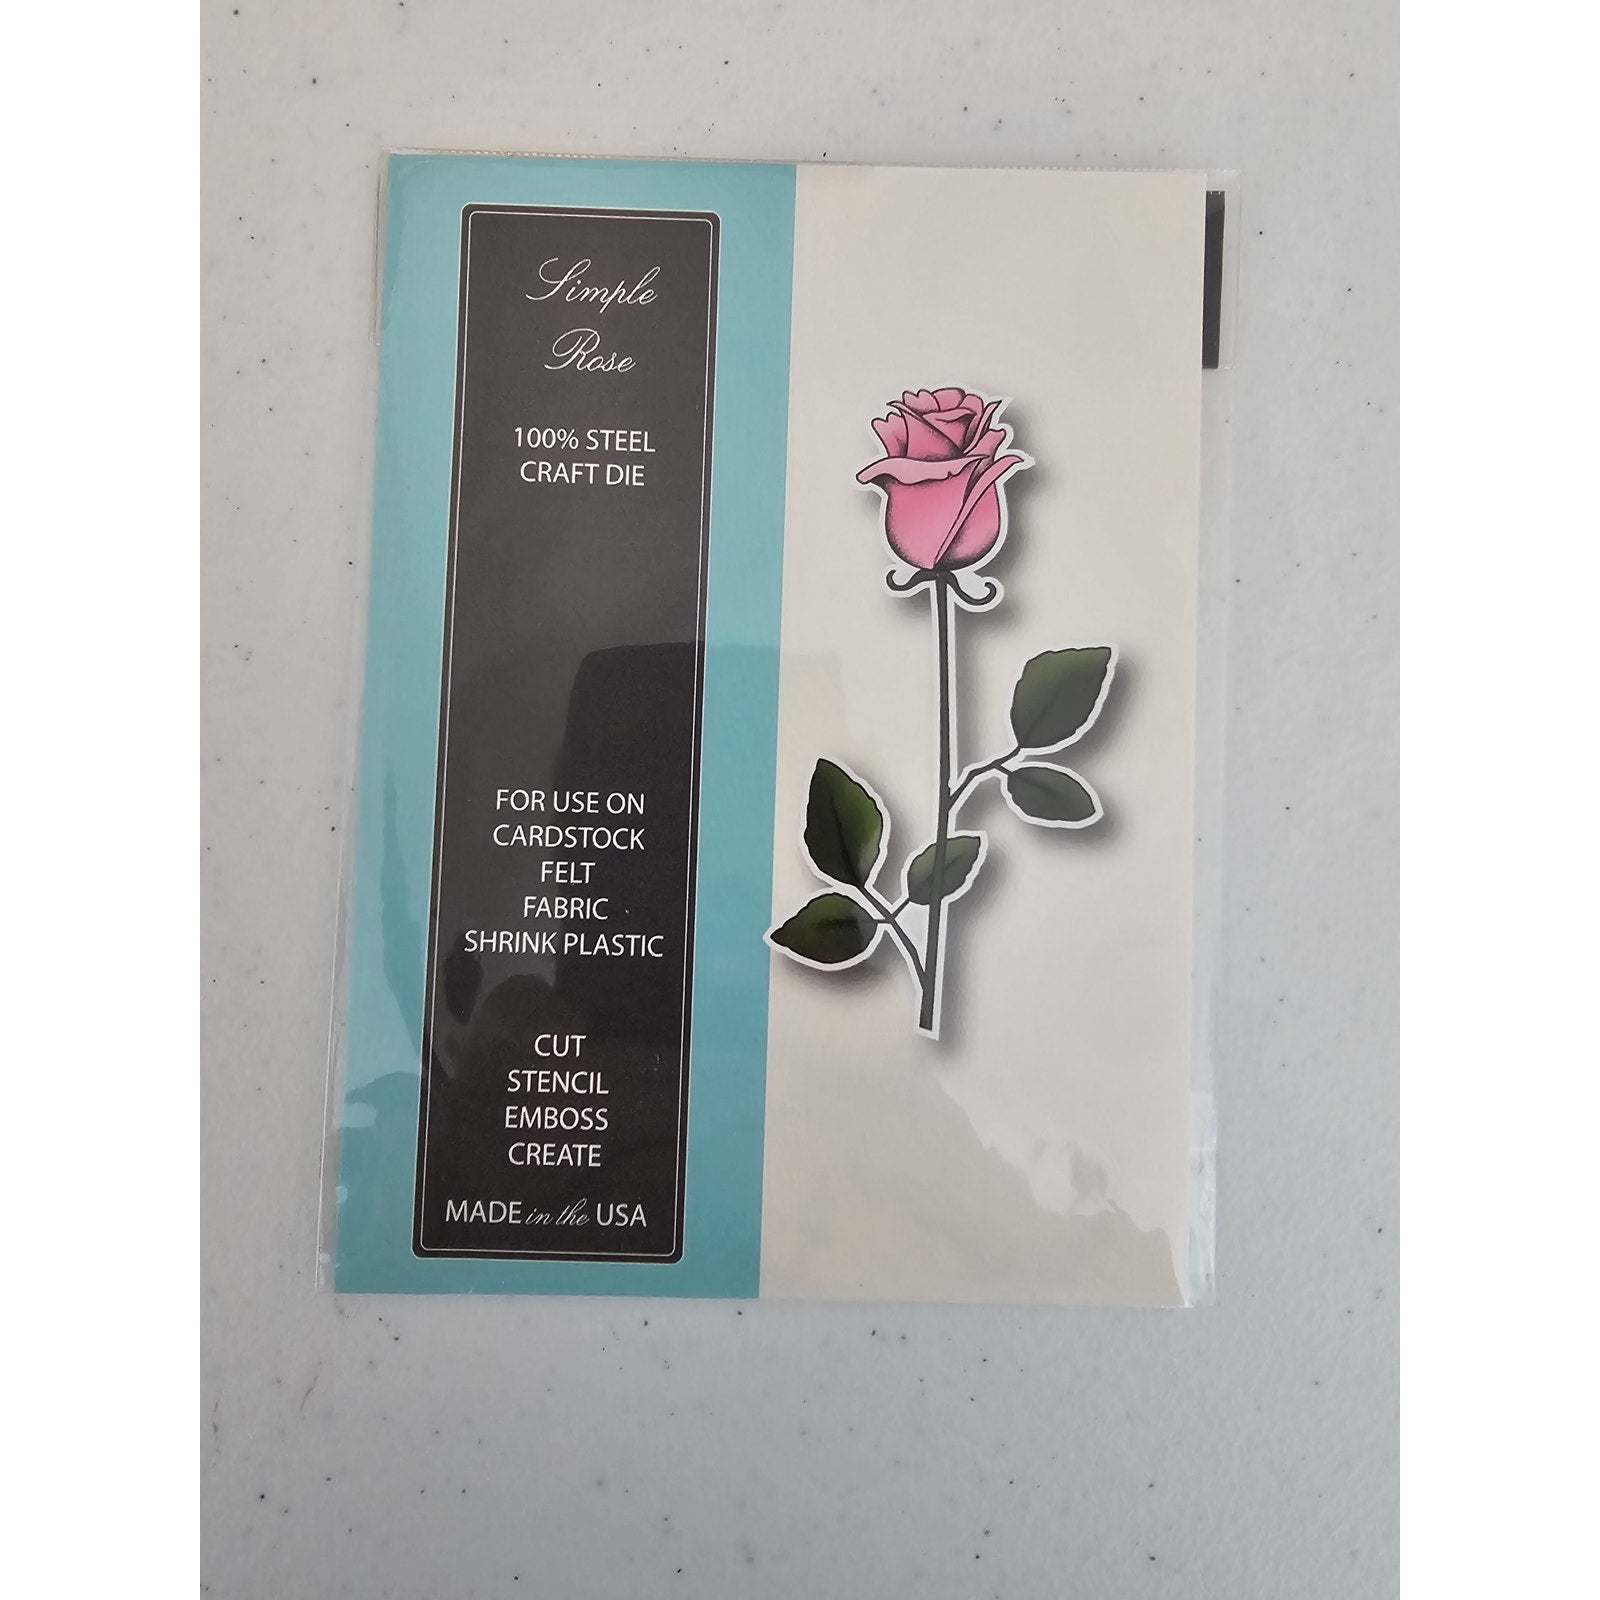 Simple
Rose
100% STEEL
CRAFT DIE
FOR USE ON
CARDSTOCK
FELT
FABRIC
SHRINK PLASTIC
CUT
STENCIL
EMBOSS
CREATE
MADE in the USA